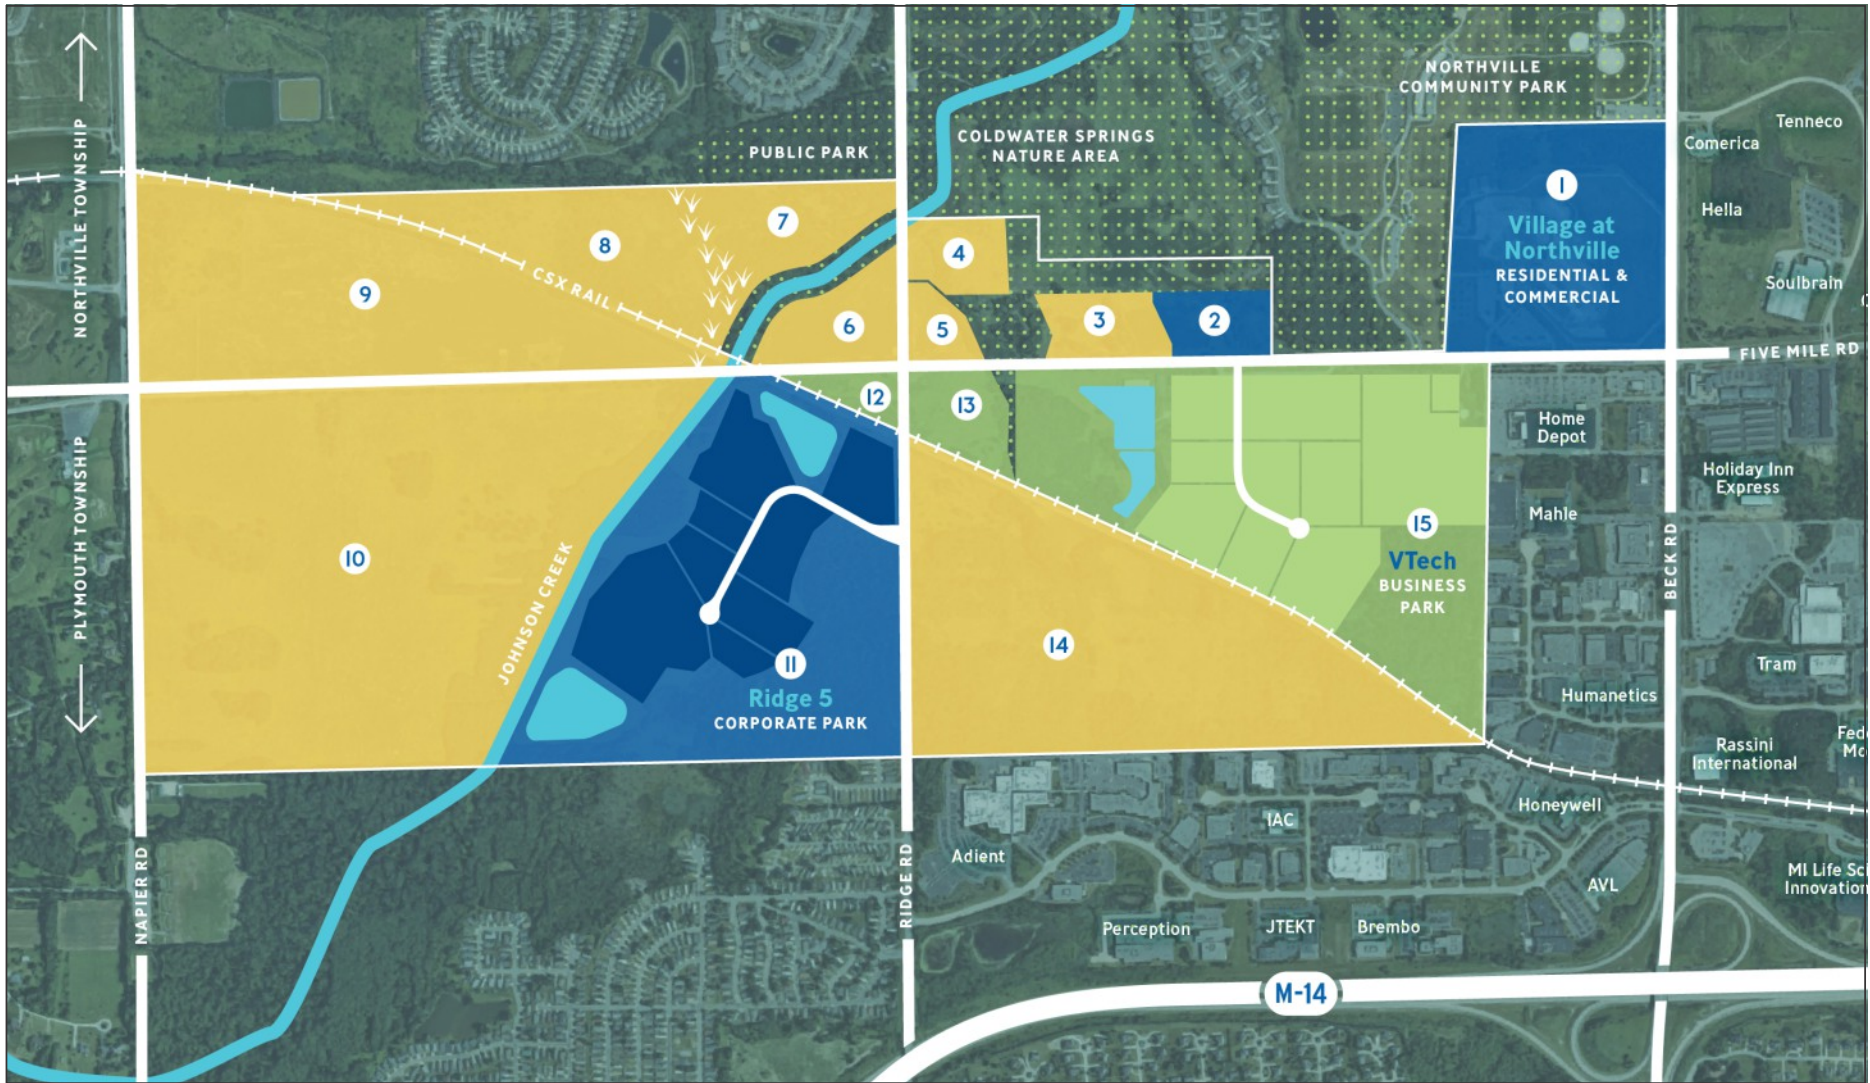 NORTHVILLE
COMMUNITY PARK
Tenneco
Comerica
COLDWATER SPRINGS
NATURE AREA
PUBLIC PARK
1
Village at
Northville
RESIDENTIAL &
COMMERCIAL
Hella
Soulbrain
NORTHVILLE TOWNSHIP
7
8
4
9
CSX RAIL
6
5
3
2
FIVE MILE RD
12
13
Home
Depot
Holiday Inn
Express
PLYMOUTH TOWNSHIP
10
JOHNSON CREEK
15
VTech
BUSINESS
PARK
Mahle
BECK RD
14
11
Ridge 5
CORPORATE PARK
Tram
Humanetics
Rassini
International
Honeywell
IAC
Adient
NAPIER RD
RIDGE RD
AVL
MI Life
Innovation
Perception
JTEKT
Brembo
M-14